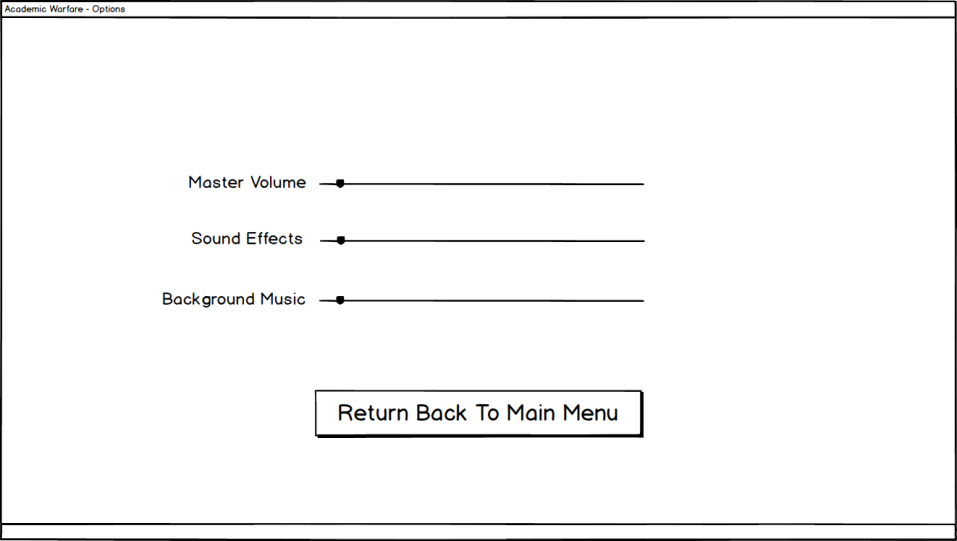 Academic Warfare - Options
Master Volume
Sound Effects
Background Music
Return Back To Main Menu